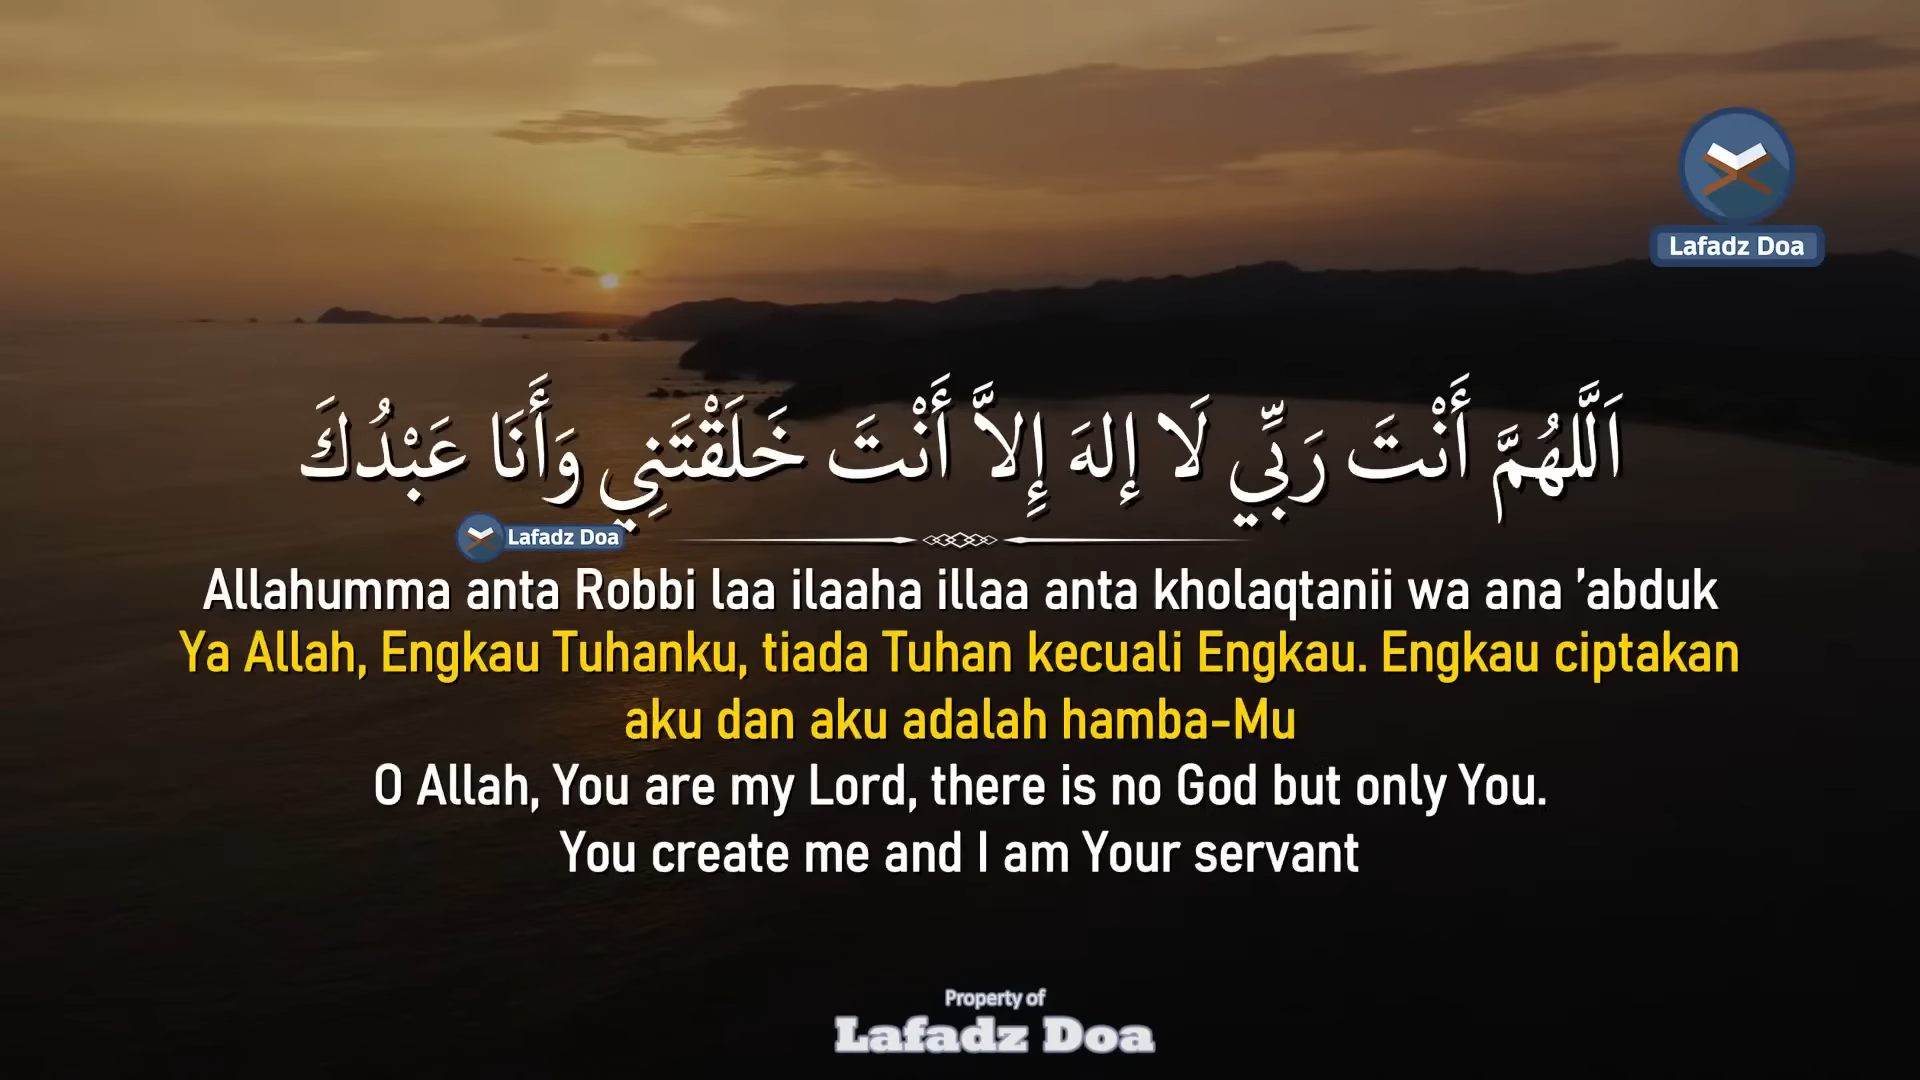 Lafadz Doa
اَللَّهُمَّ أَنْتَ رَبِّي لَا إِلهَ إِلاَّ أَنْتَ خَلَقْتَنِي وَأَنَا عَبْدُكَ
Lafadz Doa
Allahumma anta Robbi laa ilaaha illaa anta kholaqtanii wa ana 'abduk
Ya Allah, Engkau Tuhanku, tiada Tuhan kecuali Engkau. Engkau ciptakan
aku dan aku adalah hamba-Mu
O Allah, You are my Lord, there is no God but only You.
You create me and I am Your servant
Property of
Lafadz Doa